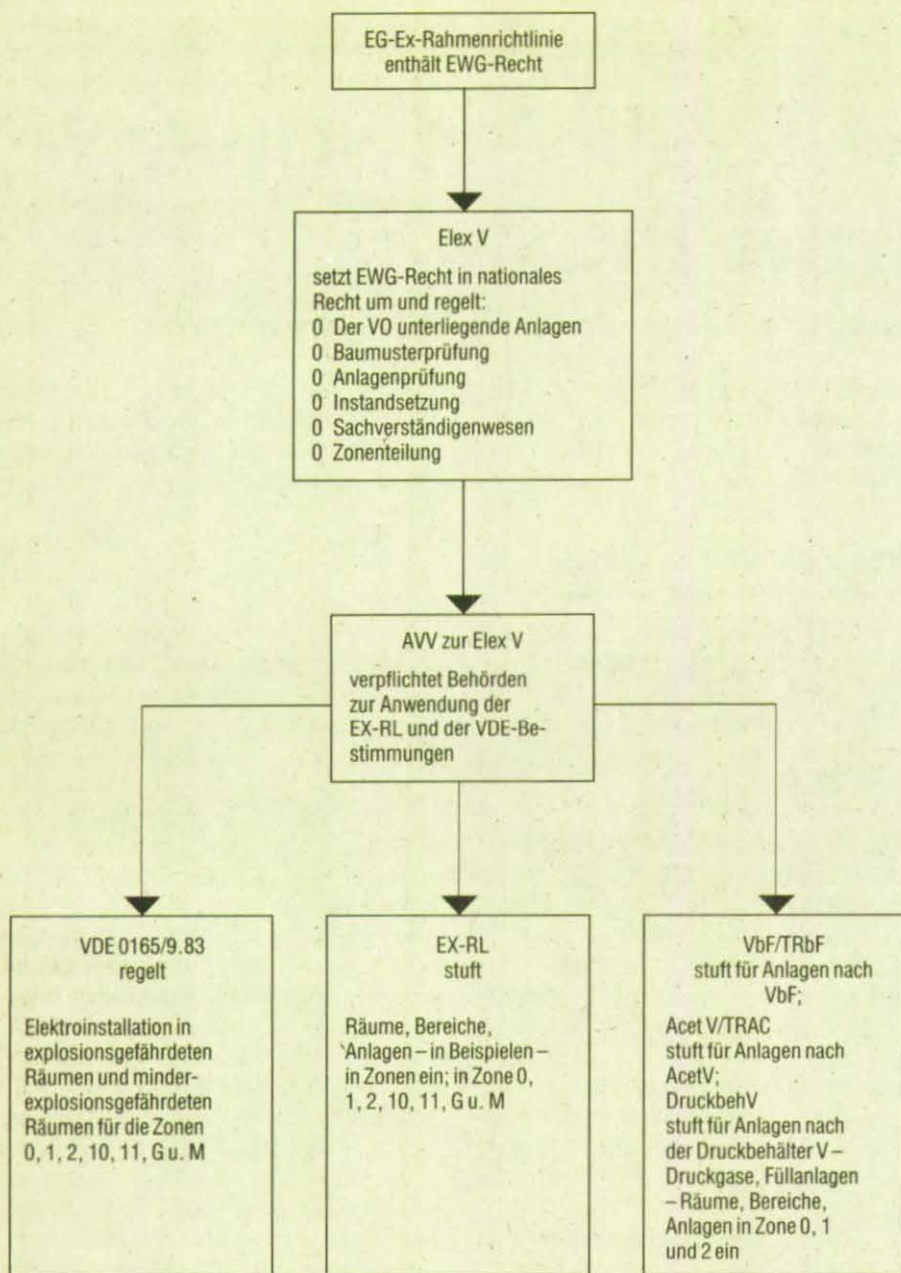 EG-Ex-Rahmenrichtlinie
enthält EWG-Recht
Elex V
setzt EWG-Recht in nationales
Recht um und regelt:
0 Der VO unterliegende Anlagen
0 Baumusterprüfung
0 Anlagenprüfung
0 Instandsetzung
0 Sachverständigenwesen
0 Zonenteilung
AVV zur Elex V
verpflichtet Behörden
zur Anwendung der
EX-RL und der VDE-Be-
stimmungen
VDE 0165/9.83
regelt
Elektroinstallation in
explosionsgefährdeten
Räumen und minder-
explosionsgefährdeten
Räumen für die Zonen
0, 1, 2, 10, 11, G u. M
EX-RL
stuft
Räume, Bereiche,
Anlagen – in Beispielen –
in Zonen ein; in Zone 0,
1, 2, 10, 11, G u. M
VbF/TRbF
stuft für Anlagen nach
VbF;
Acet V/TRAC
stuft für Anlagen nach
AcetV;
DruckbehV
stuft für Anlagen nach
der Druckbehälter V –
Druckgase, Füllanlagen
– Räume, Bereiche,
Anlagen in Zone 0, 1
und 2 ein